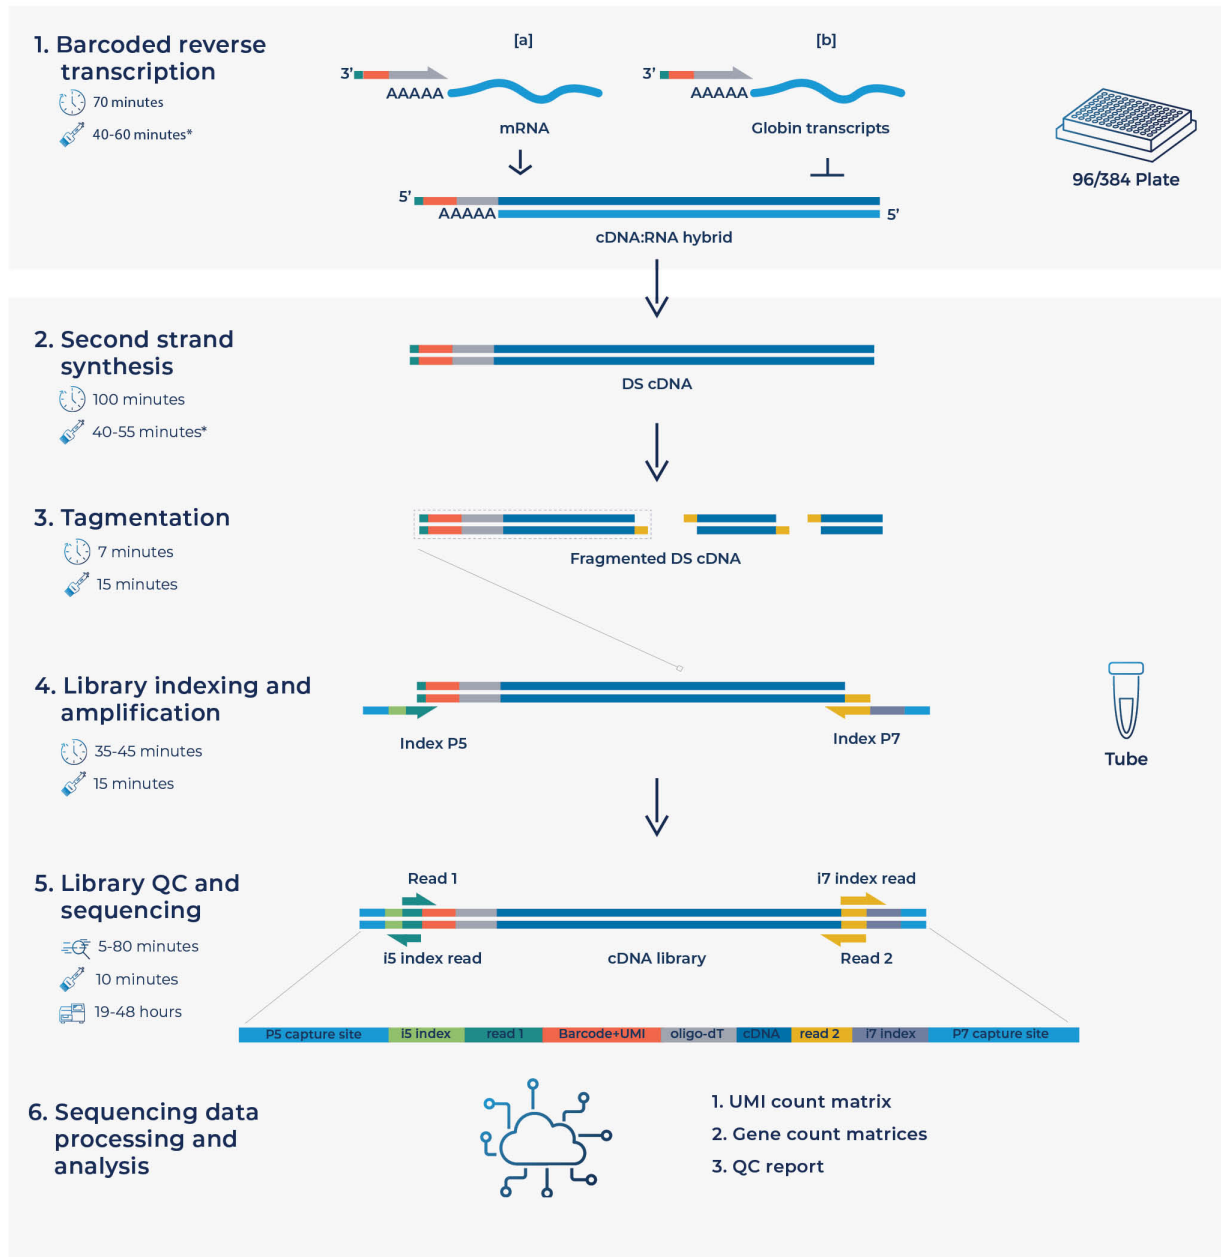 1. Barcoded reverse
transcription
70 minutes
40-60 minutes*
[a]
[b]
3’
3’
AAAAA
AAAAA
mRNA
Globin transcripts
96/384 Plate
5’
AAAAA
5’
cDNA:RNA hybrid
2. Second strand
synthesis
100 minutes
40-55 minutes*
DS cDNA
3. Tagmentation
7 minutes
15 minutes
Fragmented DS cDNA
4. Library indexing and
amplification
35-45 minutes
15 minutes
Index P5
Index P7
Tube
5. Library QC and
sequencing
5-80 minutes
10 minutes
19-48 hours
Read 1
i7 index read
i5 index read
cDNA library
Read 2
P5 capture site i5 index read 1 Barcode+UMI oligo-dT cDNA read 2 i7 index P7 capture site
6. Sequencing data
processing and
analysis
1. UMI count matrix
2. Gene count matrices
3. QC report